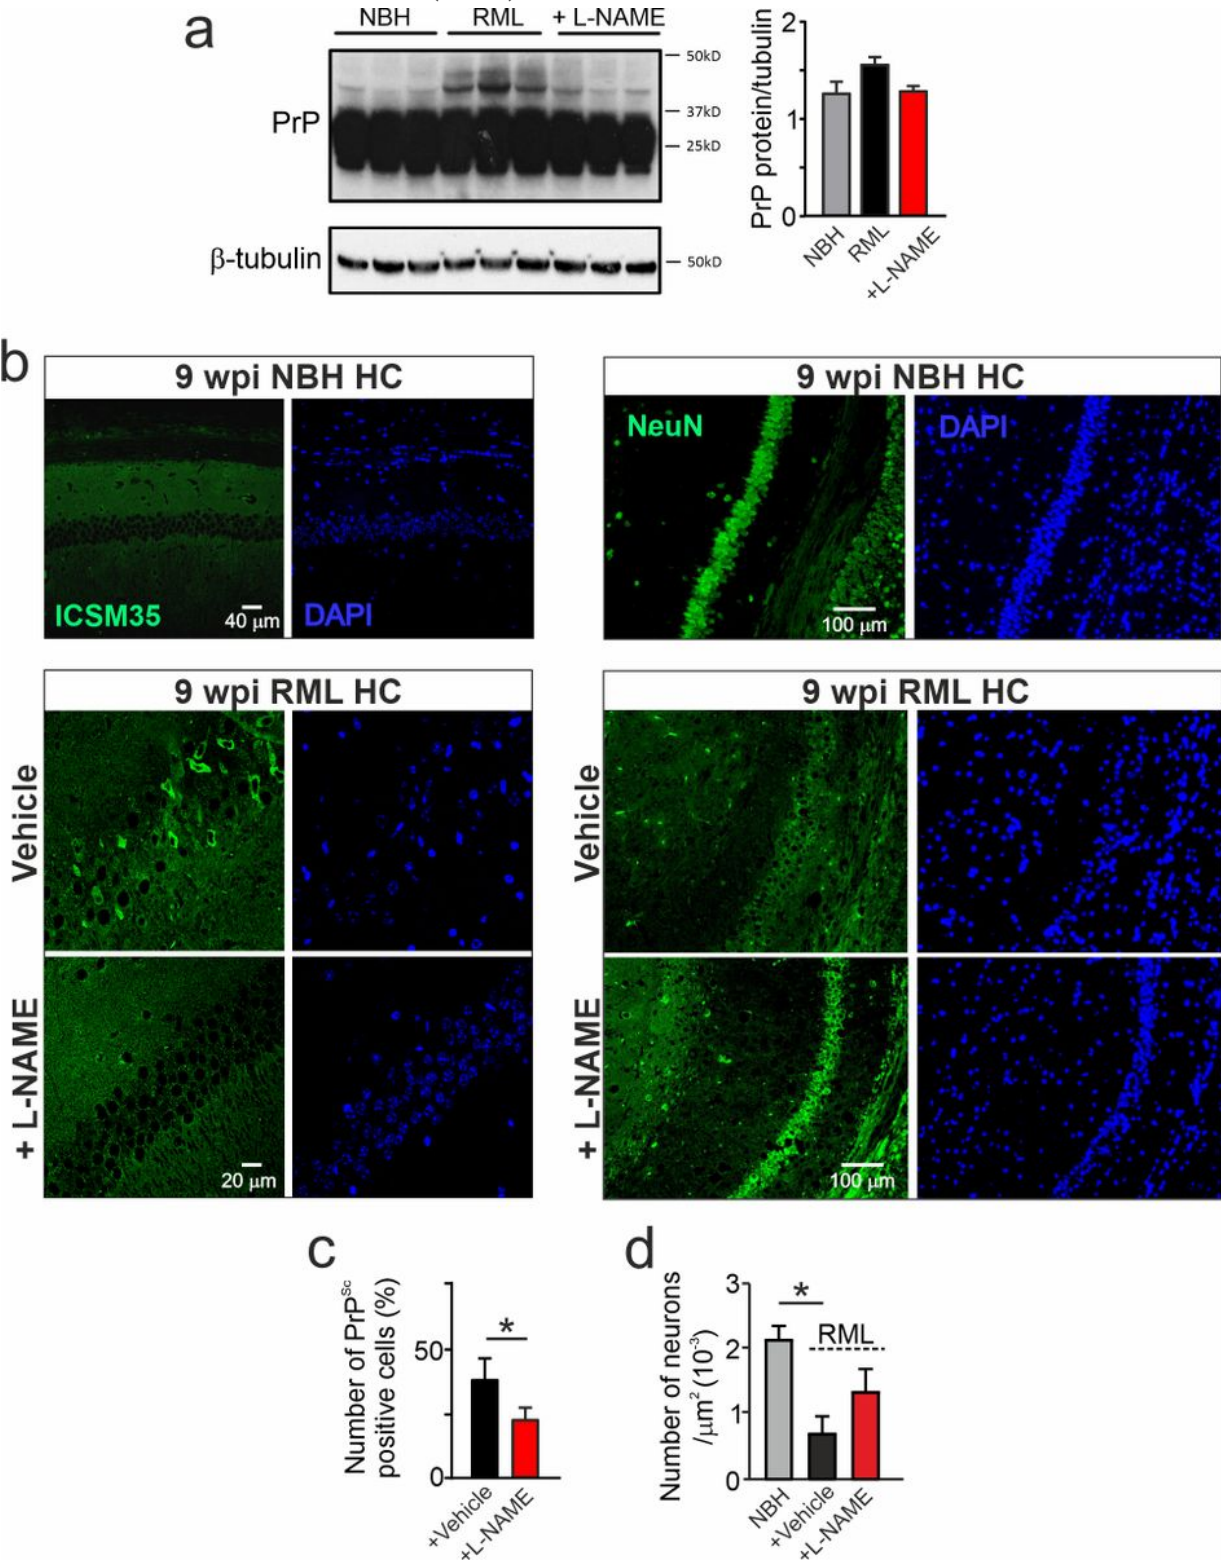 a
NBH RML + L-NAME
50kD
37kD
25kD
PrP
β-tubulin
50kD
PrP protein/tubulin
2
1
0
NBH
RML
+L-NAME
b
9 wpi NBH HC
ICSM35
40 μm
DAPI
9 wpi NBH HC
NeuN
100 μm
DAPI
9 wpi RML HC
Vehicle
+ L-NAME
20 μm
9 wpi RML HC
Vehicle
+ L-NAME
100 μm
c
Number of PrPSc
positive cells (%)
50
0
*
+Vehicle
+L-NAME
d
Number of neurons
/μm2 (10-3)
3
2
1
0
*
RML
NBH
+Vehicle
+L-NAME